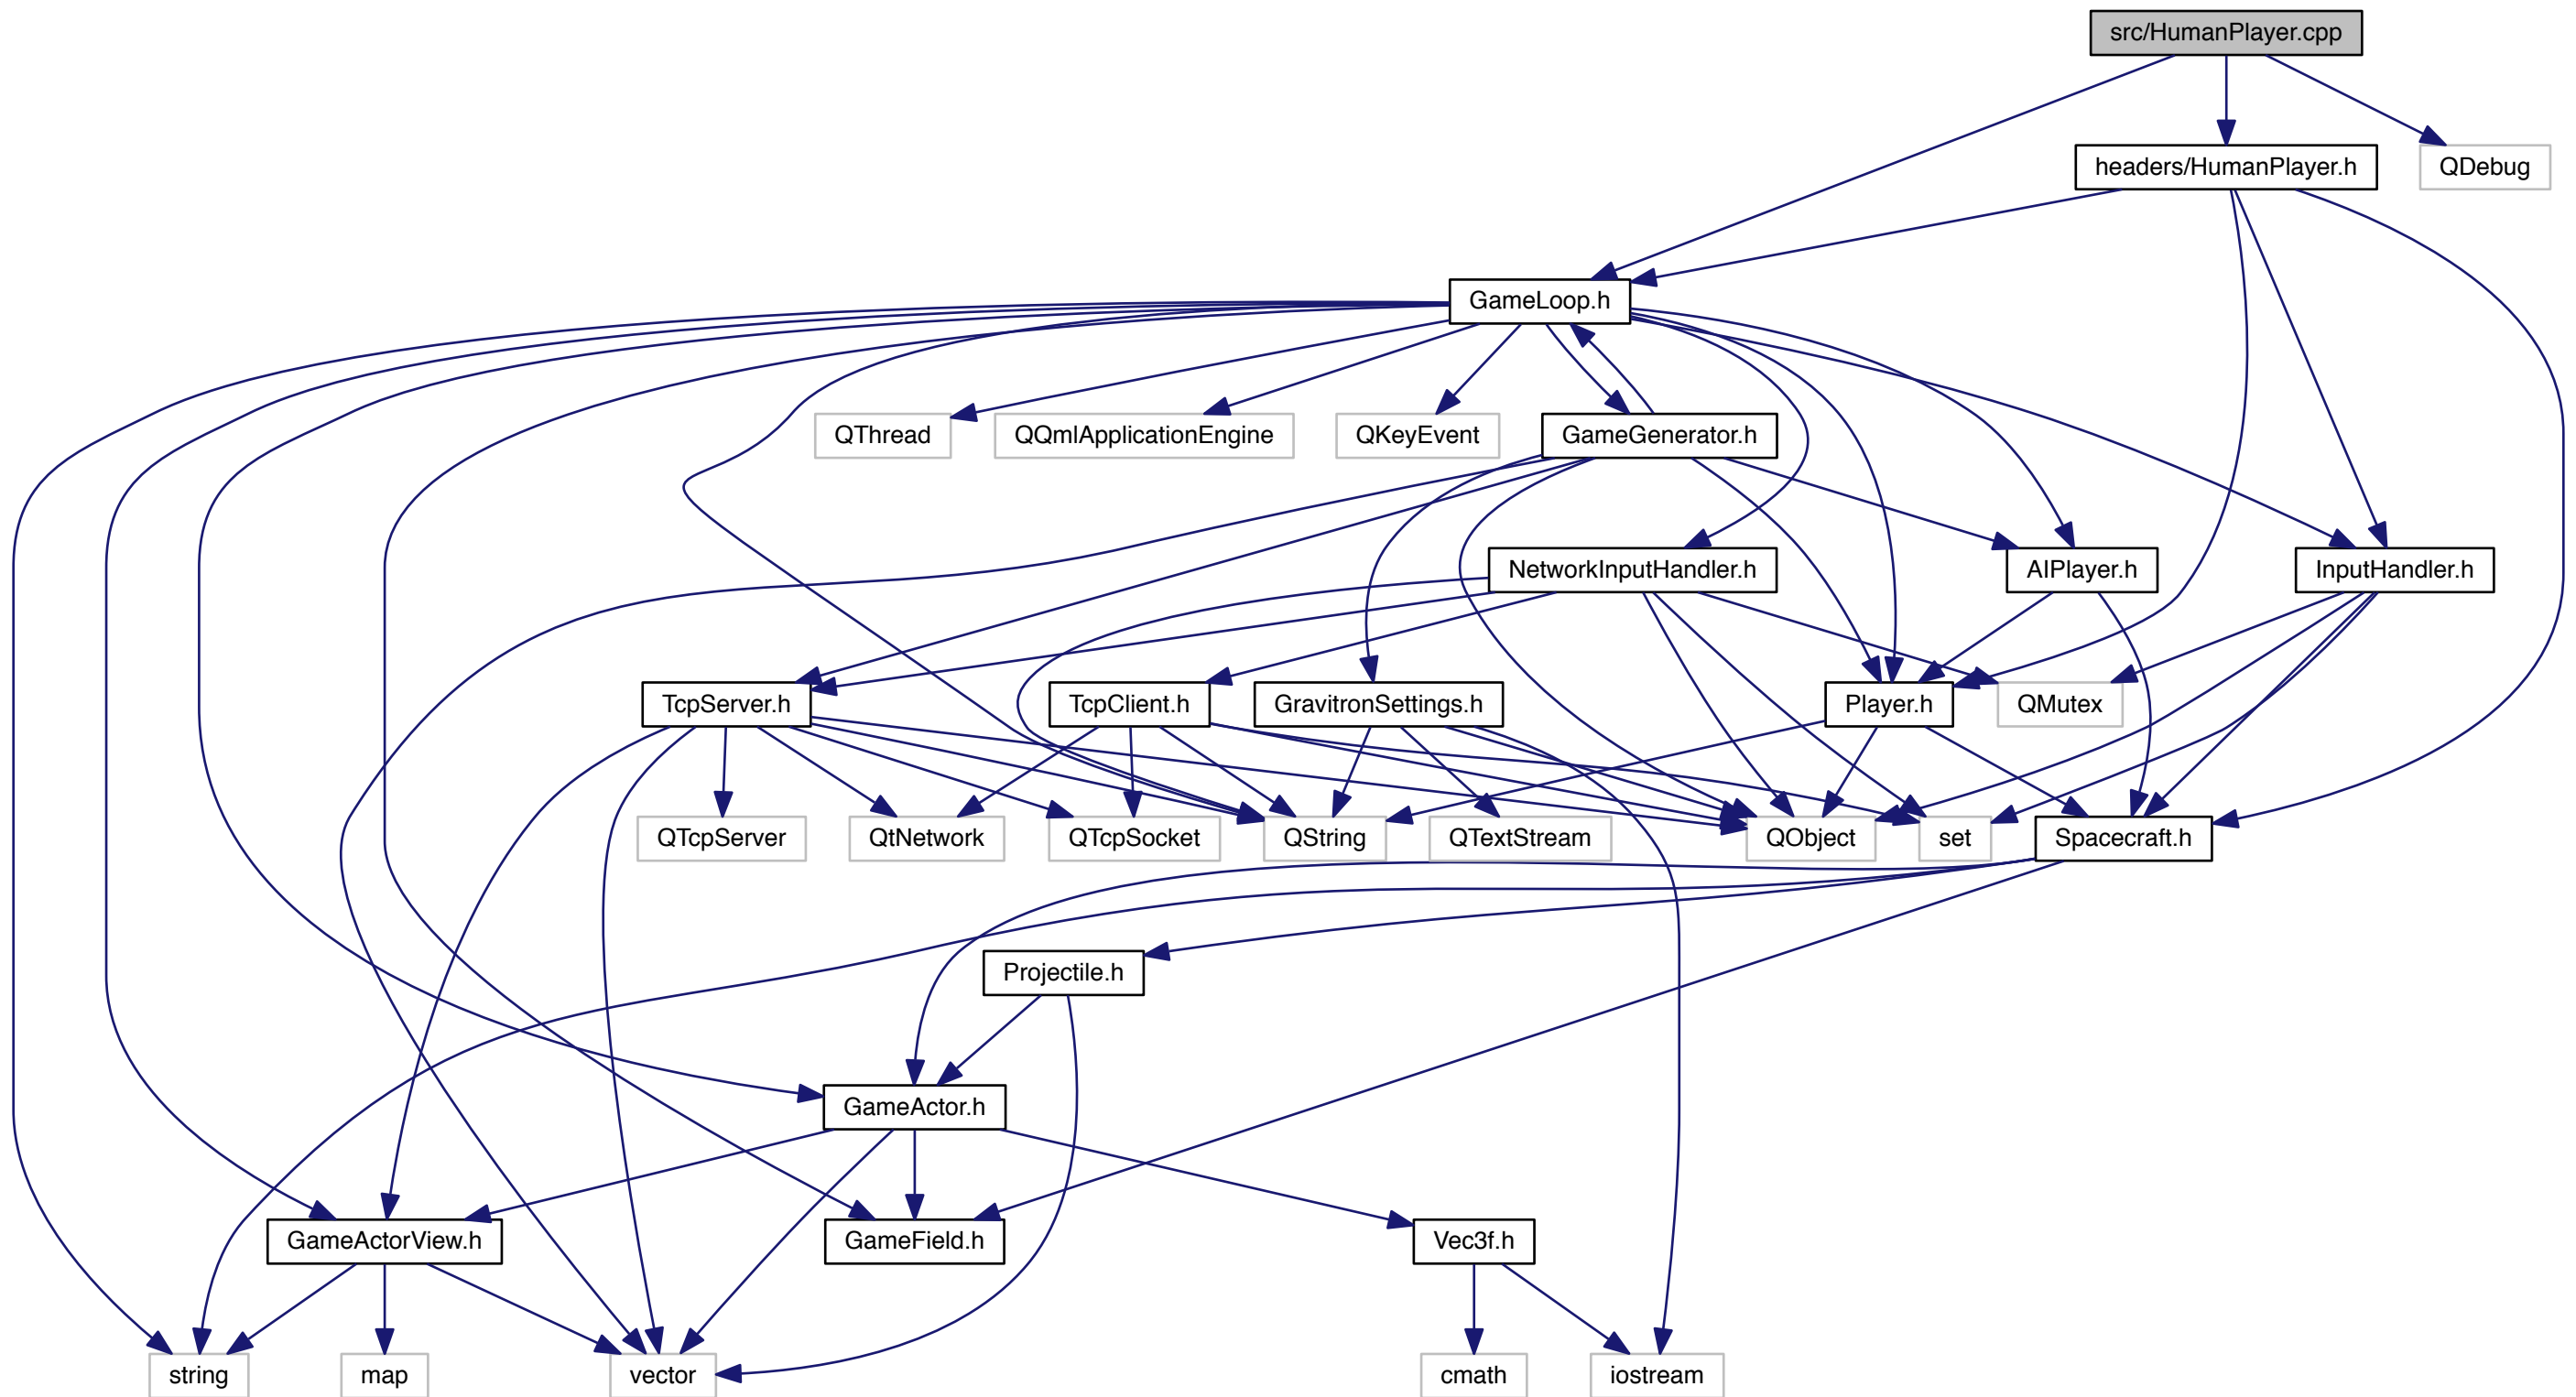 src/HumanPlayer.cpp
headers/HumanPlayer.h
QDebug
GameLoop.h
QThread
QQmlApplicationEngine
QKeyEvent
GameGenerator.h
NetworkInputHandler.h
AIPlayer.h
InputHandler.h
TcpServer.h
TcpClient.h
GravitronSettings.h
Player.h
QMutex
QTcpServer
QtNetwork
QTcpSocket
QString
QTextStream
QObject
set
Spacecraft.h
Projectile.h
GameActor.h
GameActorView.h
GameField.h
Vec3f.h
string
map
vector
cmath
iostream